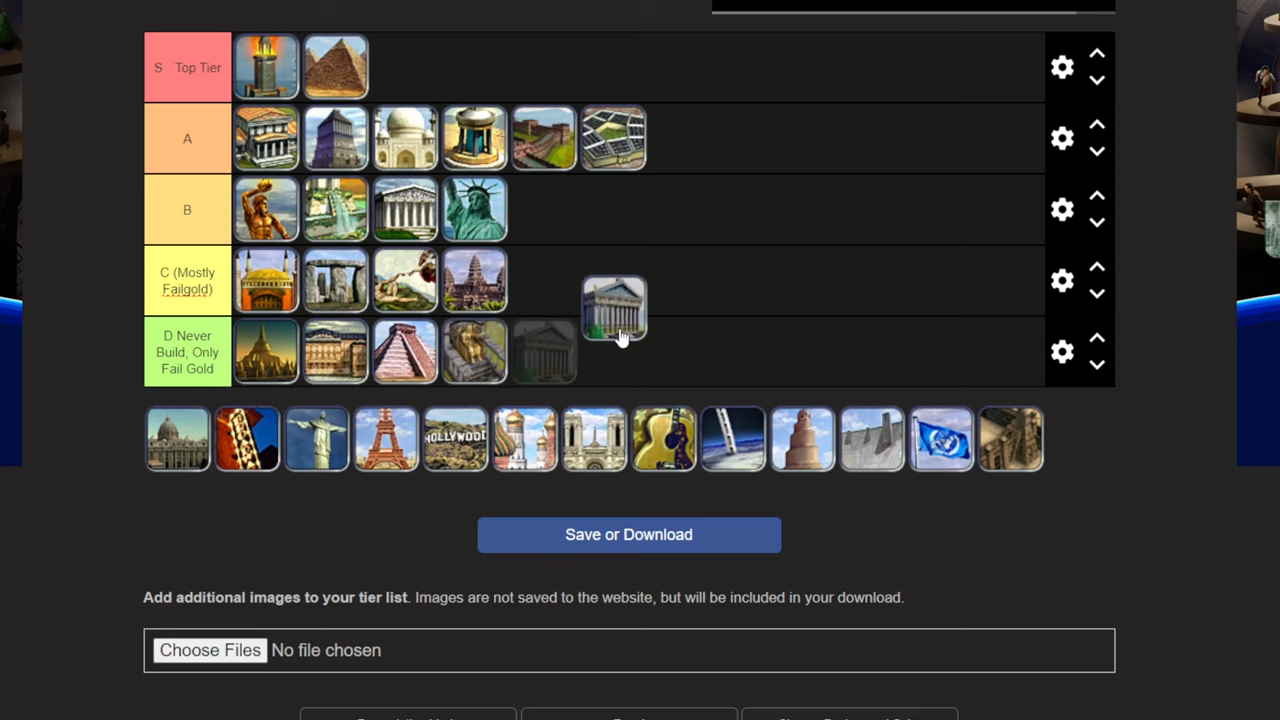 S Top Tier
A
B
C (Mostly
Failgold)
D Never
Build, Only
Fail Gold
HOLLYWOOD
Save or Download
Add additional images to your tier list. Images are not saved to the website, but will be included in your download.
Choose Files No file chosen